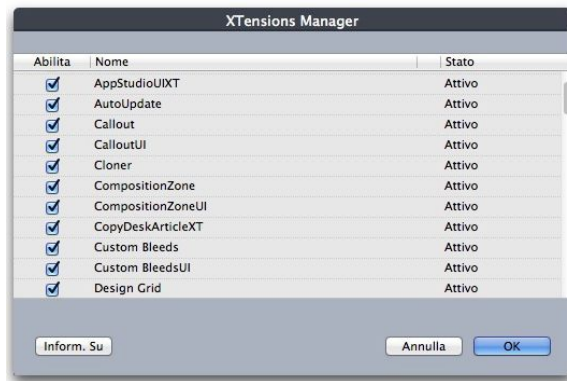 XTensions Manager
Abilita Nome Stato
AppStudioUIXT Attivo
AutoUpdate Attivo
Callout Attivo
CalloutUI Attivo
Cloner Attivo
CompositionZone Attivo
CompositionZoneUI Attivo
CopyDeskArticleXT Attivo
Custom Bleeds Attivo
Custom BleedsUI Attivo
Design Grid Attivo
Inform. Su Annulla OK